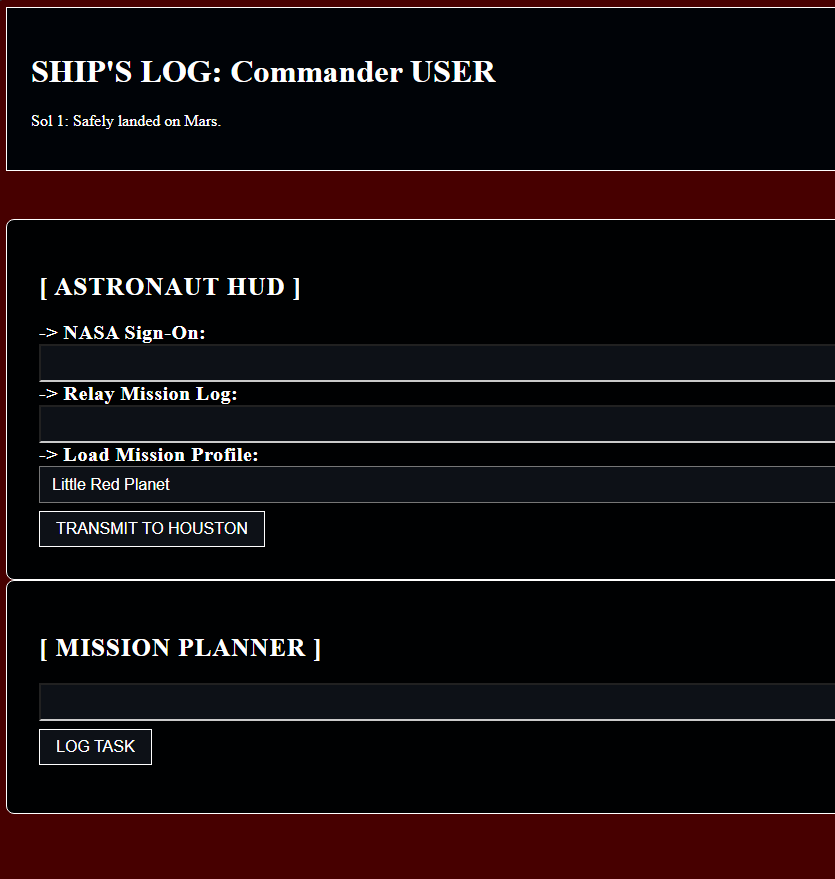 SHIP'S LOG: Commander USER
Sol 1: Safely landed on Mars.
[ ASTRONAUT HUD ]
-> NASA Sign-On:
-> Relay Mission Log:
-> Load Mission Profile:
Little Red Planet
TRANSMIT TO HOUSTON
[ MISSION PLANNER ]
LOG TASK